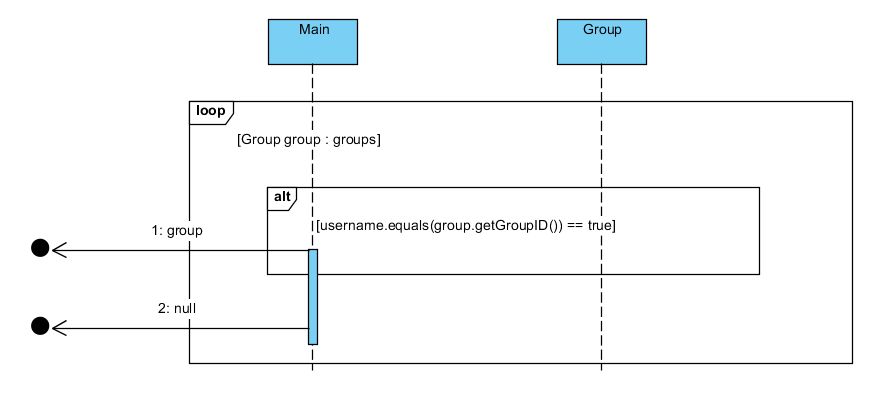 Main
Group
loop
[Group group : groups]
alt
[username.equals(group.getGroupID()) == true]
1: group
2: null